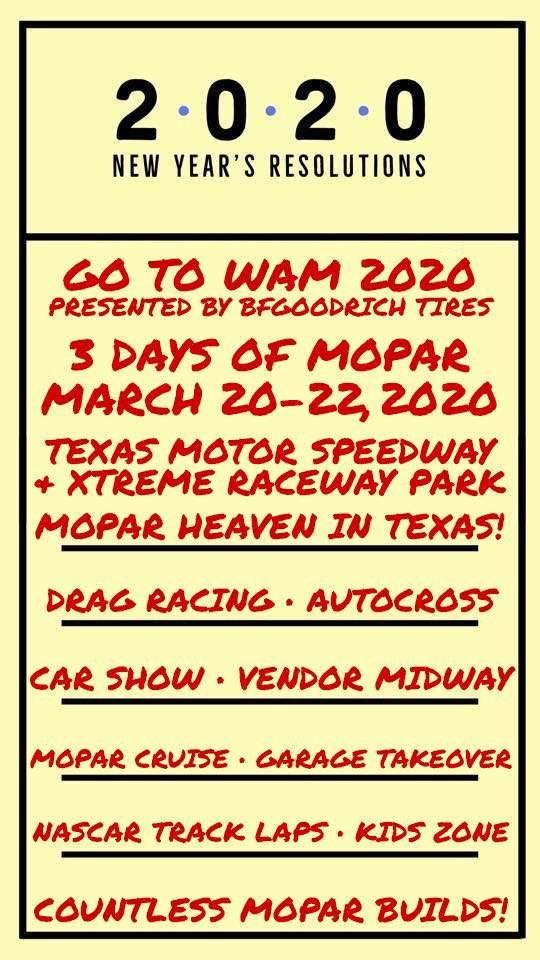 2·0·2·0
NEW YEAR'S RESOLUTIONS
GO TO WAM 2020
PRESENTED BY BFGOODRICH TIRES
3 DAYS OF MOPAR
MARCH 20-22, 2020
TEXAS MOTOR SPEEDWAY
& XTREME RACEWAY PARK
MOPAR HEAVEN IN TEXAS!
DRAG RACING · AUTOCROSS
CAR SHOW · VENDOR MIDWAY
MOPAR CRUISE · GARAGE TAKEOVER
NASCAR TRACK LAPS · KIDS ZONE
COUNTLESS MOPAR BUILDS!